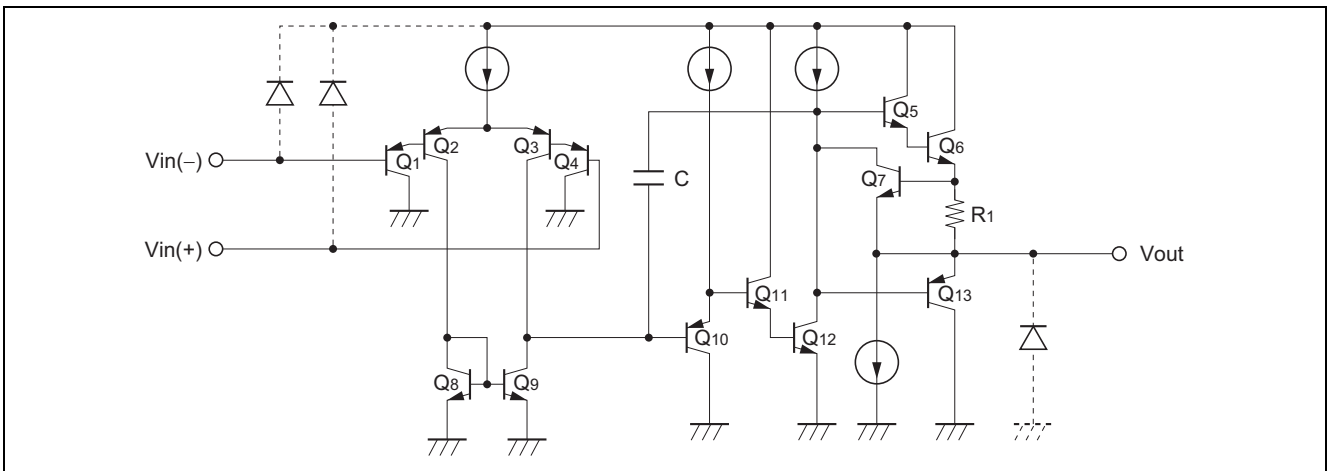 Q5
Q6
Q2
Q3
Vin(−)
Q1
Q4
Q7
C
R1
Vin(+)
Vout
Q11
Q13
Q10
Q12
Q8
Q9